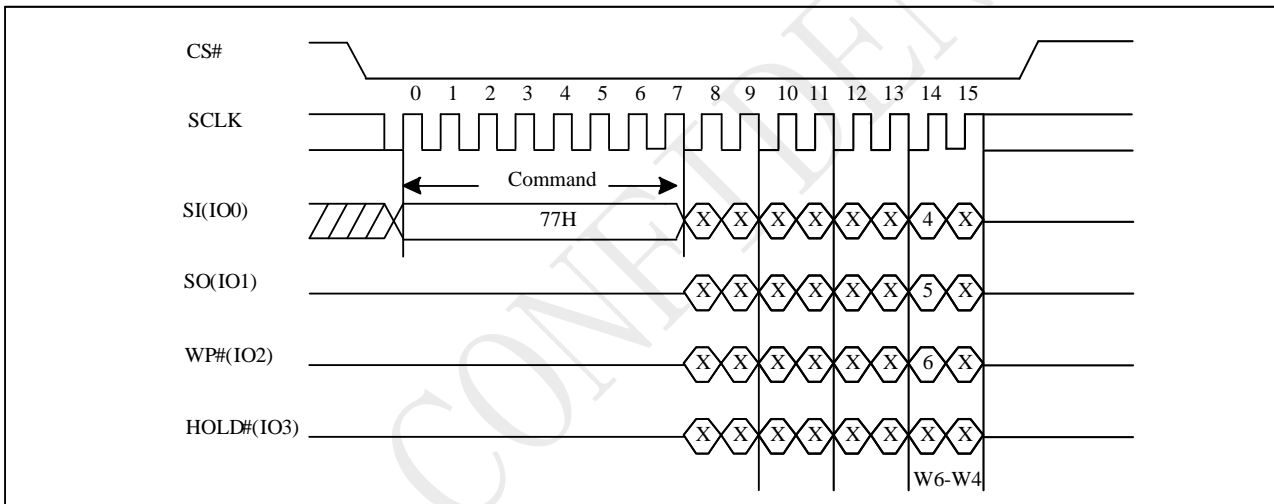 CS#
0 1 2 3 4 5 6 7 8 9 10 11 12 13 14 15
SCLK
Command
SI(IO0) 77H X X X X X X 4 X
SO(IO1) X X X X X X 5 X
WP#(IO2) X X X X X X 6 X
HOLD#(IO3) X X X X X X X X
W6-W4
CONFIDEN